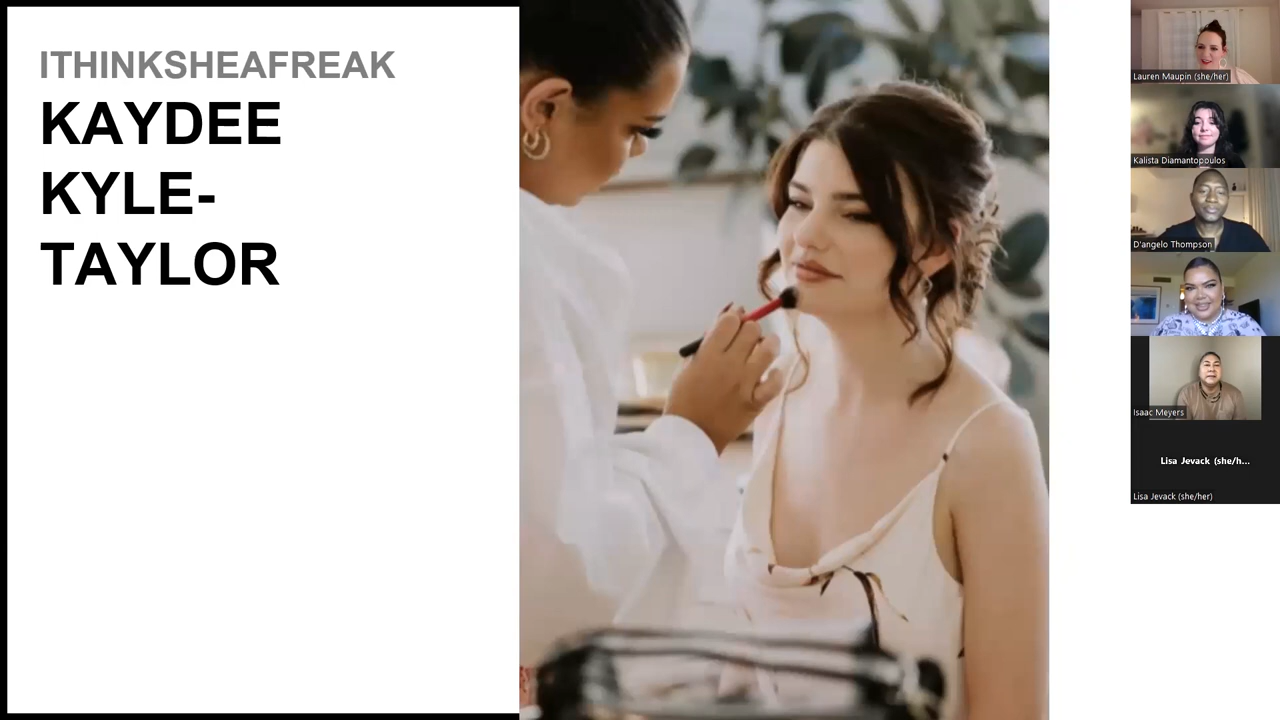 ITHINKSHEAFREAK
KAYDEE
KYLE-
TAYLOR
Lauren Maupin (she/her)
Kalista Diamantopoulos
D'angelo Thompson
Isaac Meyers
Lisa Jevack (she/h...
Lisa Jevack (she/her)